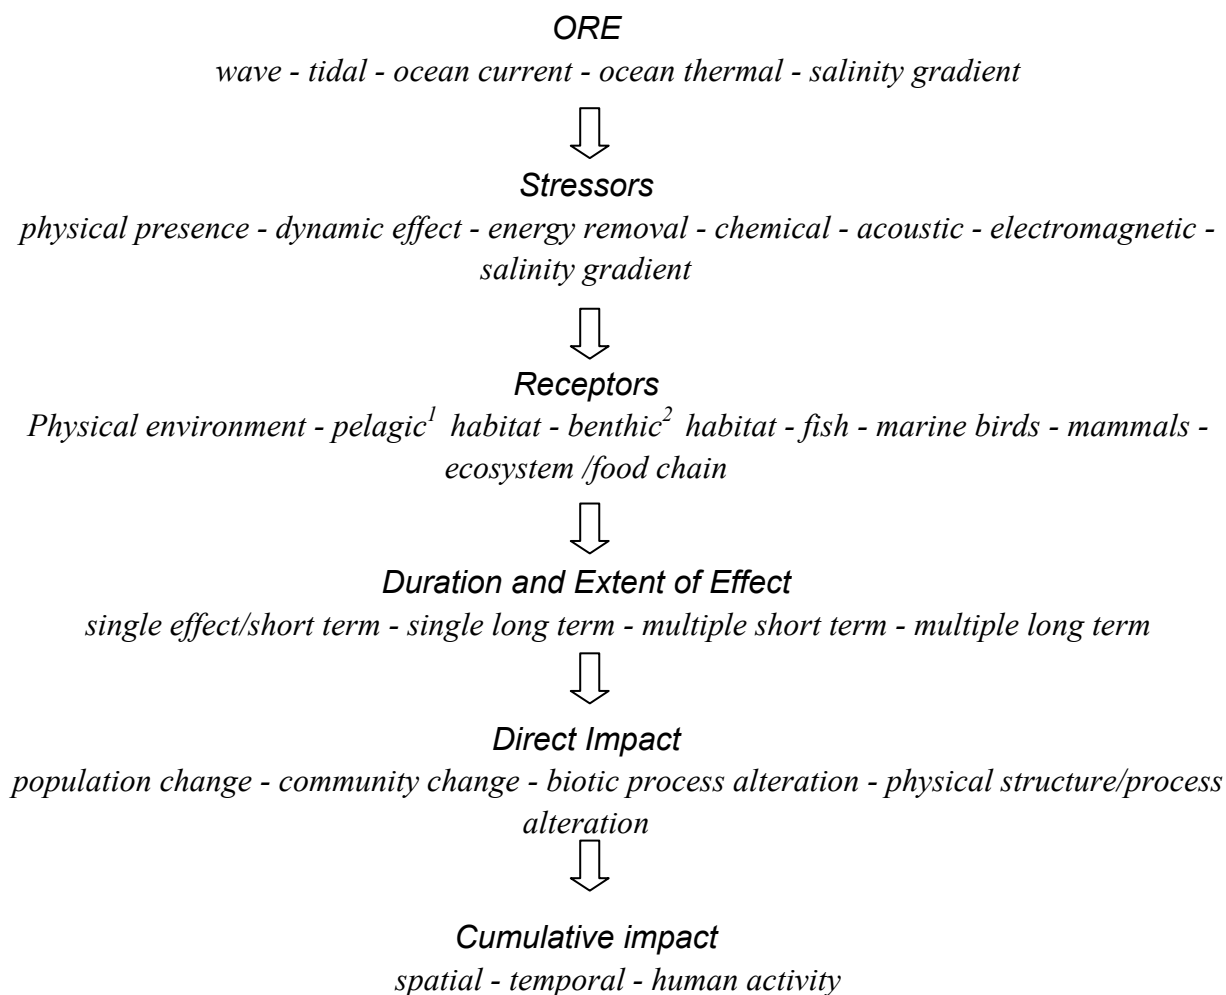 ORE
wave - tidal - ocean current - ocean thermal - salinity gradient
Stressors
physical presence - dynamic effect - energy removal - chemical - acoustic - electromagnetic -
salinity gradient
Receptors
Physical environment - pelagic¹ habitat - benthic² habitat - fish - marine birds - mammals -
ecosystem /food chain
Duration and Extent of Effect
single effect/short term - single long term - multiple short term - multiple long term
Direct Impact
population change - community change - biotic process alteration - physical structure/process
alteration
Cumulative impact
spatial - temporal - human activity